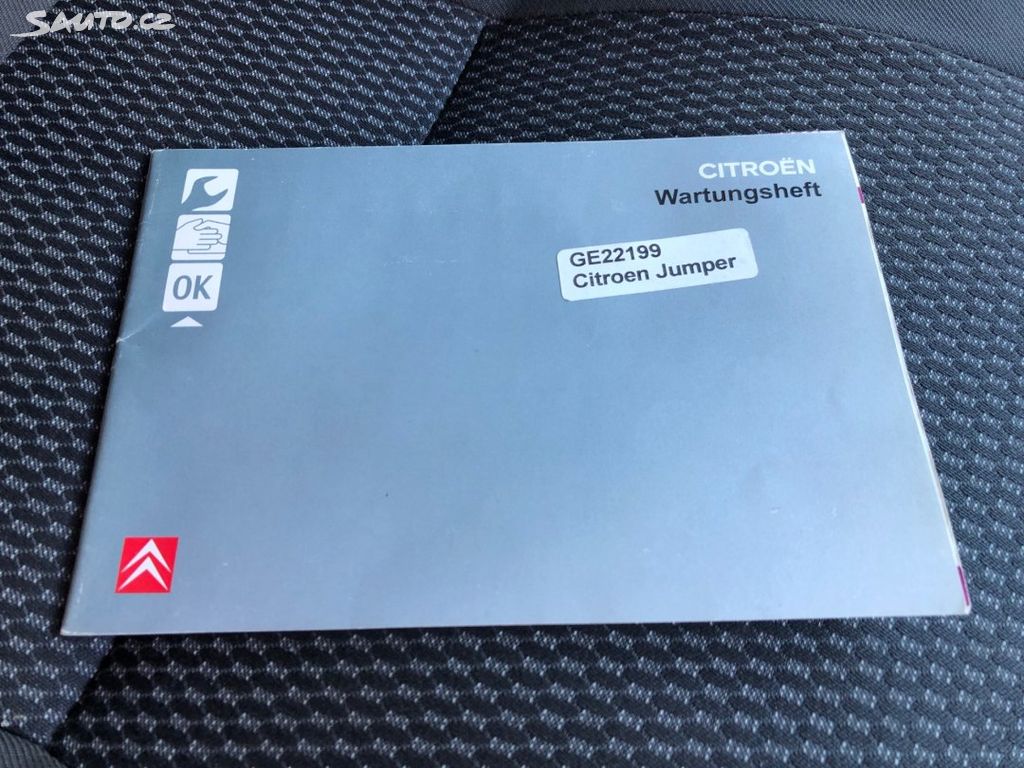 Sauto.cz
CITROËN
Wartungsheft
GE22199
Citroen Jumper
OK